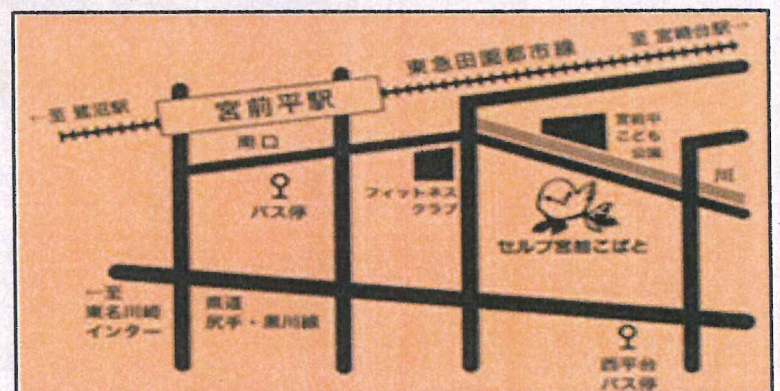 至 宮崎台駅→
東急田園都市線
←至 鷺沼駅
宮前平駅
南口
宮前平
こども
公園
川
バス停
フィットネス
クラブ
セルプ宮前こばと
←至
東名川崎
インター
県道
尻手・黒川線
西平台
バス停